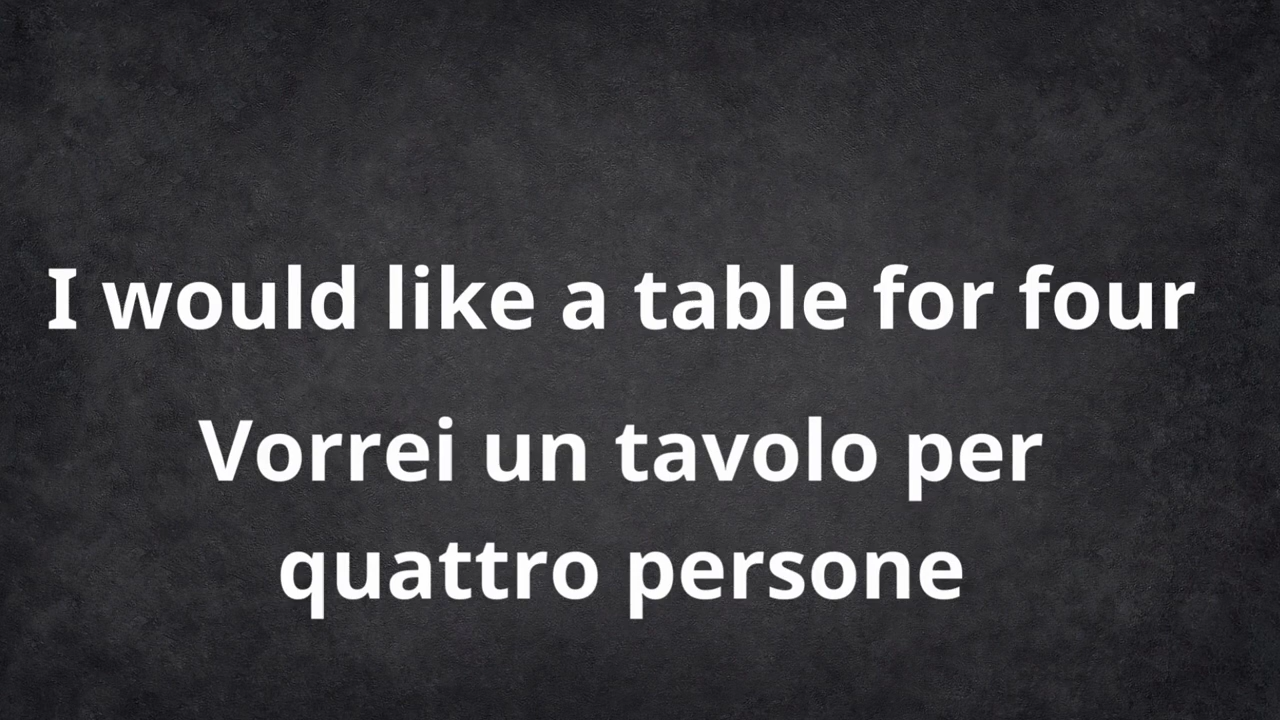 I would like a table for four
Vorrei un tavolo per
quattro persone